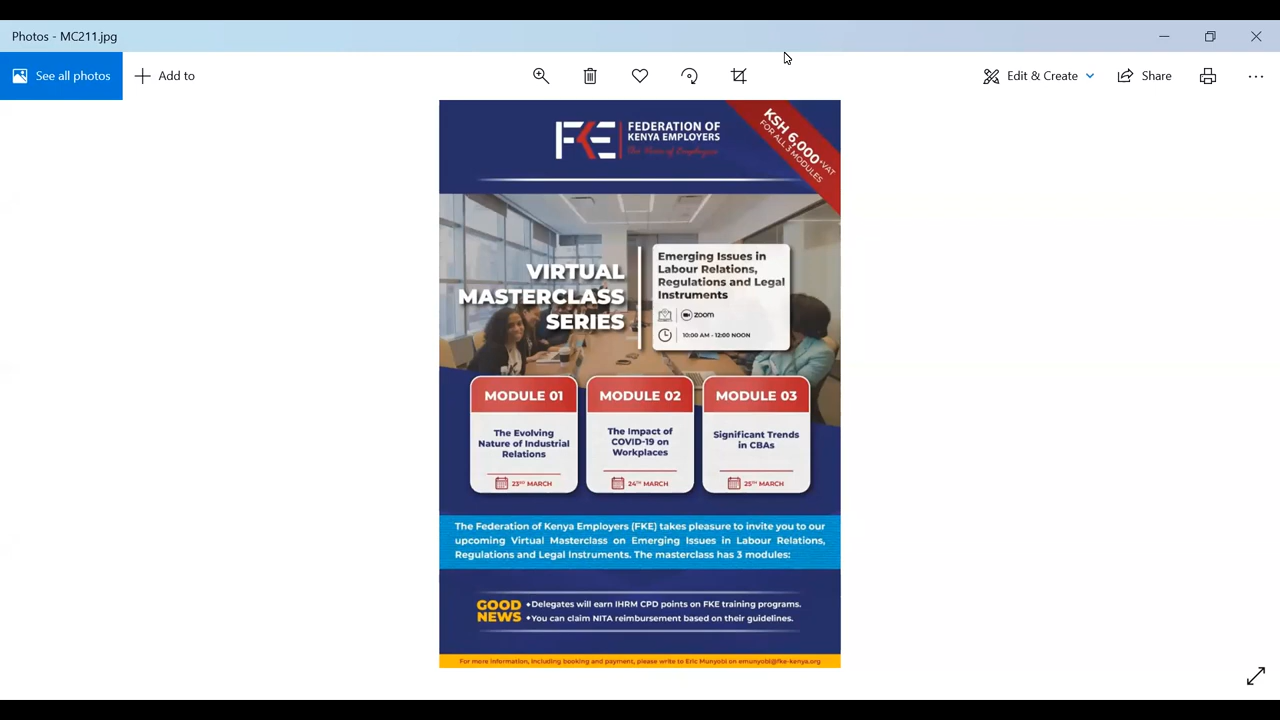 Photos - MC211.jpg
See all photos
Add to
Edit & Create
Share
FKE
FEDERATION OF
KENYA EMPLOYERS
The Voice of Employers
KSH 6,000+VAT
FOR ALL 3 MODULES
VIRTUAL
MASTERCLASS
SERIES
Emerging Issues in
Labour Relations,
Regulations and Legal
Instruments
zoom
10:00 AM - 12:00 NOON
MODULE 01
The Evolving
Nature of Industrial
Relations
23RD MARCH
MODULE 02
The Impact of
COVID-19 on
Workplaces
24TH MARCH
MODULE 03
Significant Trends
in CBAs
25TH MARCH
The Federation of Kenya Employers (FKE) takes pleasure to invite you to our
upcoming Virtual Masterclass on Emerging Issues in Labour Relations,
Regulations and Legal Instruments. The masterclass has 3 modules:
GOOD
NEWS
•Delegates will earn IHRM CPD points on FKE training programs.
•You can claim NITA reimbursement based on their guidelines.
For more information, including booking and payment, please write to Eric Munyobi on emunyobi@fke-kenya.org